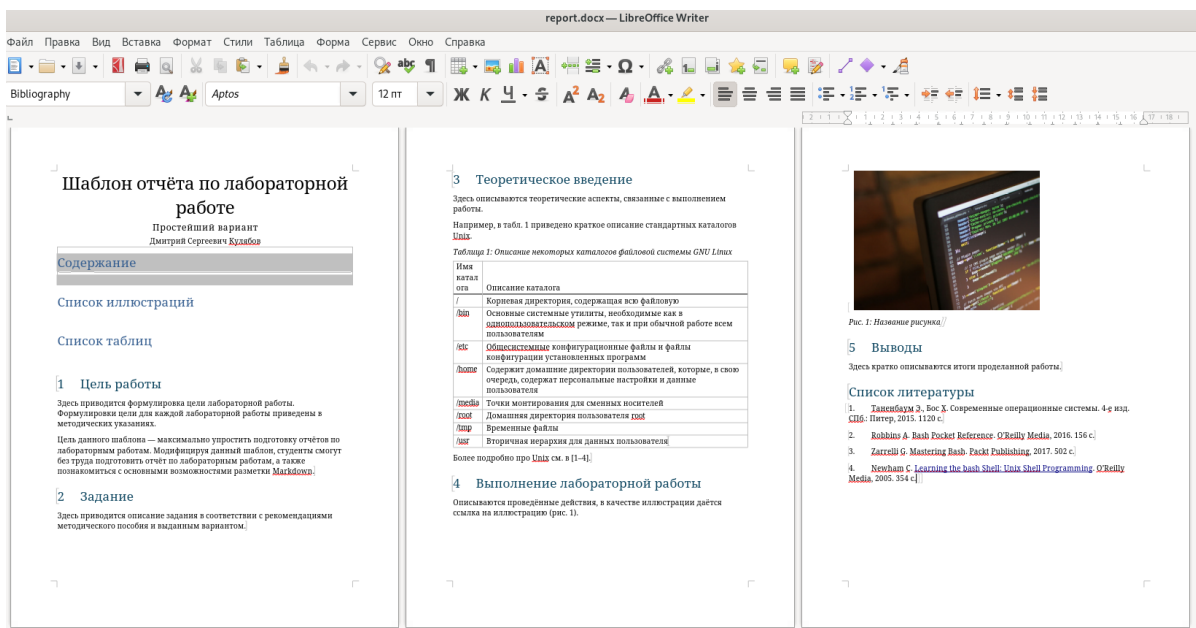 report.docx — LibreOffice Writer
Файл Правка Вид Вставка Формат Стили Таблица Форма Сервис Окно Справка
Bibliography Aptos 12 пт Ж К Ч S A² A₂
Шаблон отчёта по лабораторной
работе
Простейший вариант
Дмитрий Сергеевич Кулябов
Содержание
Список иллюстраций
Список таблиц
1 Цель работы
Здесь приводится формулировка цели лабораторной работы.
Формулировки цели для каждой лабораторной работы приведены в
методических указаниях.
Цель данного шаблона — максимально упростить подготовку отчётов по
лабораторным работам. Модифицируя данный шаблон, студенты смогут
без труда подготовить отчёт по лабораторным работам, а также
познакомиться с основными возможностями разметки Markdown.
2 Задание
Здесь приводится описание задания в соответствии с рекомендациями
методического пособия и выданным вариантом.
3 Теоретическое введение
Здесь описываются теоретические аспекты, связанные с выполнением
работы.
Например, в табл. 1 приведено краткое описание стандартных каталогов
Unix.
Таблица 1: Описание некоторых каталогов файловой системы GNU Linux
Имя
катал
ога Описание каталога
/ Корневая директория, содержащая всю файловую
/bin Основные системные утилиты, необходимые как в
однопользовательском режиме, так и при обычной работе всем
пользователям
/etc Общесистемные конфигурационные файлы и файлы
конфигурации установленных программ
/home Содержит домашние директории пользователей, которые, в свою
очередь, содержат персональные настройки и данные
пользователя
/media Точки монтирования для сменных носителей
/root Домашняя директория пользователя root
/tmp Временные файлы
/usr Вторичная иерархия для данных пользователя
Более подробно про Unix см. в [1–4].
4 Выполнение лабораторной работы
Описываются проведённые действия, в качестве иллюстрации даётся
ссылка на иллюстрацию (рис. 1).
Рис. 1: Название рисунка
5 Выводы
Здесь кратко описываются итоги проделанной работы.
Список литературы
1. Таненбаум Э., Бос Х. Современные операционные системы. 4-е изд.
СПб.: Питер, 2015. 1120 с.
2. Robbins A. Bash Pocket Reference. O'Reilly Media, 2016. 156 с.
3. Zarrelli G. Mastering Bash. Packt Publishing, 2017. 502 с.
4. Newham C. Learning the bash Shell: Unix Shell Programming. O'Reilly
Media, 2005. 354 с.